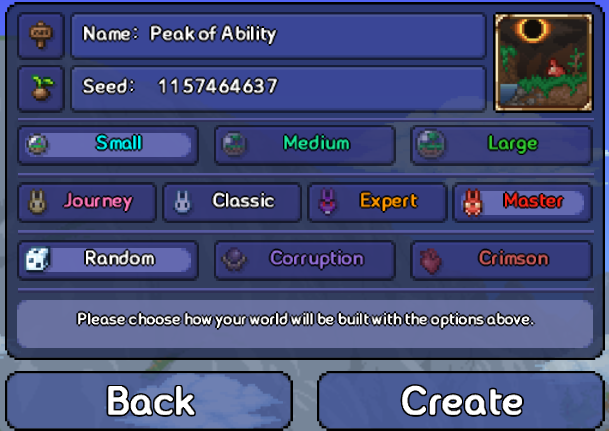 Name: Peak of Ability
Seed: 1157464637
Small Medium Large
Journey Classic Expert Master
Random Corruption Crimson
Please choose how your world will be built with the options above.
Back Create